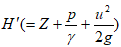 H'(= Z + p/γ + u²/2g)